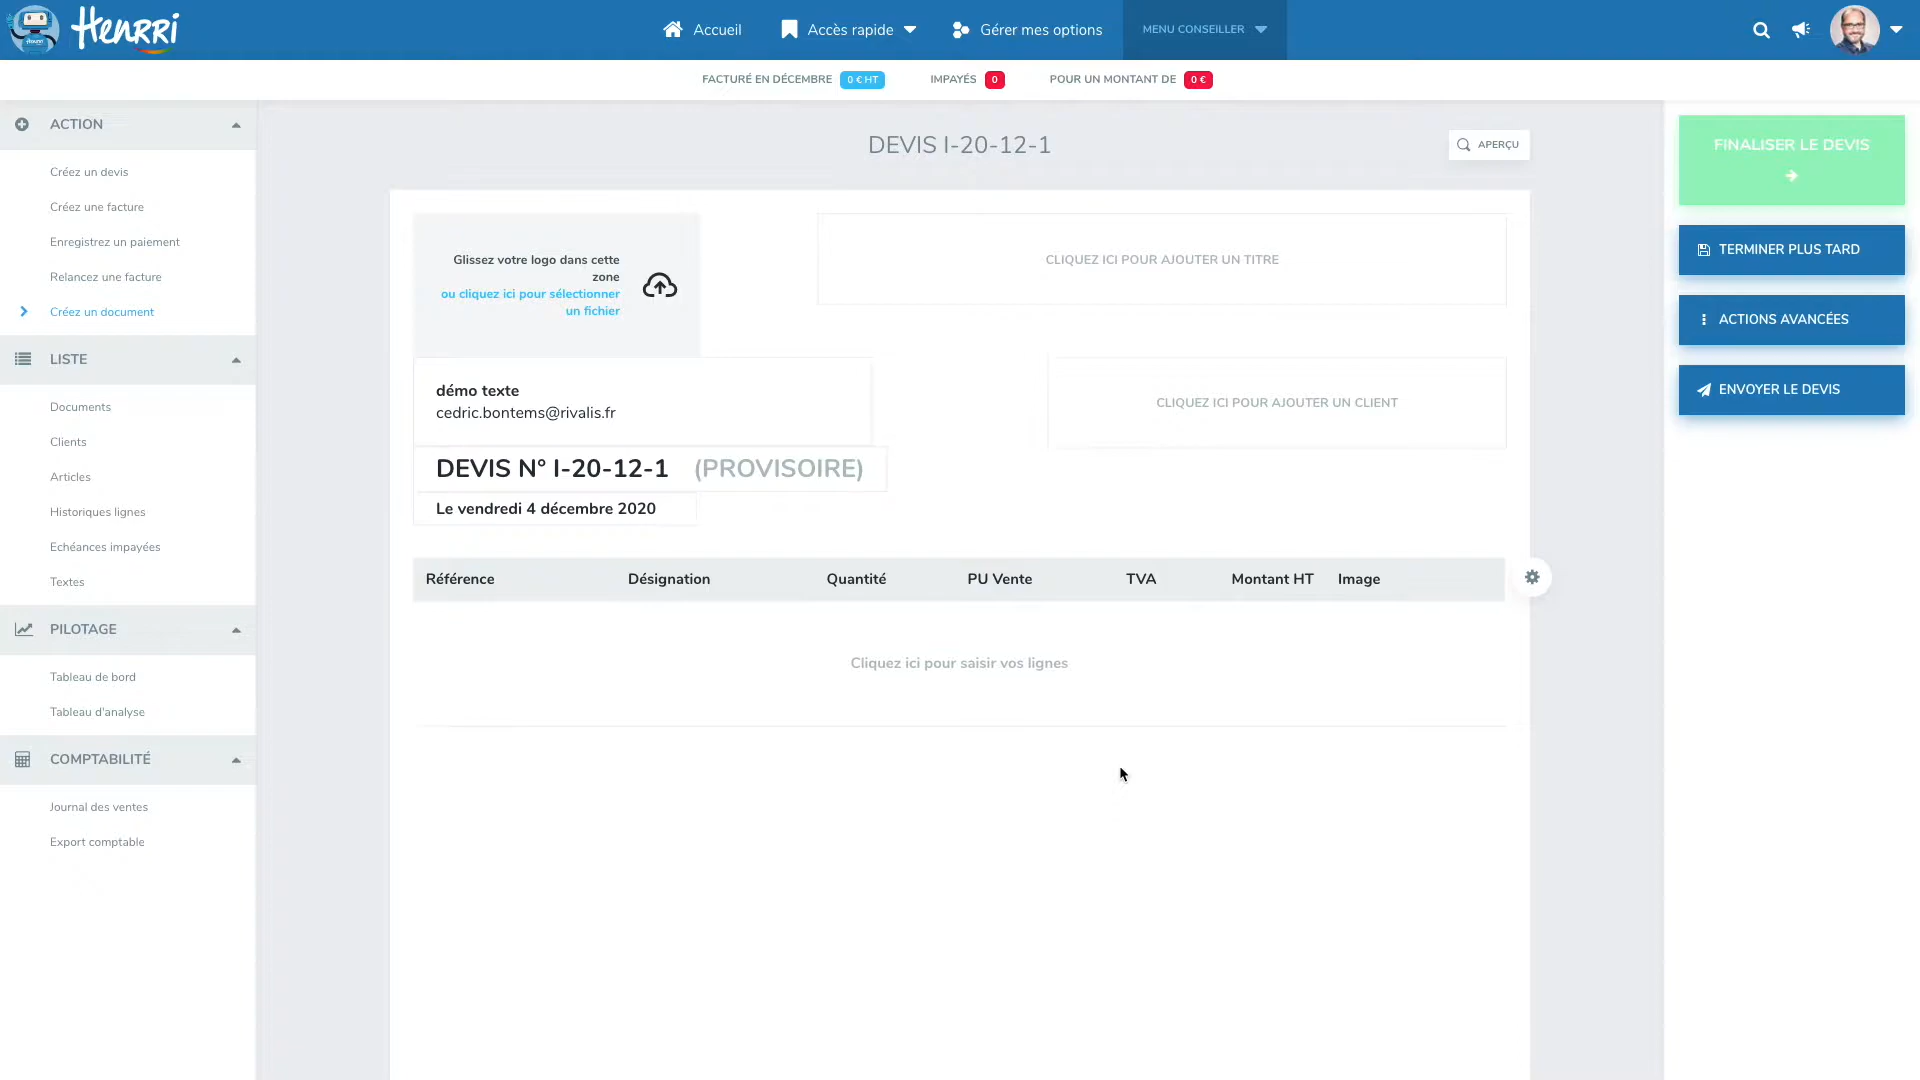 Henrri
Accueil
Accès rapide
Gérer mes options
MENU CONSEILLER
FACTURÉ EN DÉCEMBRE 0 € HT
IMPAYÉS 0
POUR UN MONTANT DE 0 €
ACTION
Créez un devis
Créez une facture
Enregistrez un paiement
Relancez une facture
Créez un document
LISTE
Documents
Clients
Articles
Historiques lignes
Echéances impayées
Textes
PILOTAGE
Tableau de bord
Tableau d'analyse
COMPTABILITÉ
Journal des ventes
Export comptable
DEVIS I-20-12-1
APERÇU
Glissez votre logo dans cette
zone
ou cliquez ici pour sélectionner
un fichier
CLIQUEZ ICI POUR AJOUTER UN TITRE
démo texte
cedric.bontems@rivalis.fr
CLIQUEZ ICI POUR AJOUTER UN CLIENT
DEVIS N° I-20-12-1 (PROVISOIRE)
Le vendredi 4 décembre 2020
Référence Désignation Quantité PU Vente TVA Montant HT Image
Cliquez ici pour saisir vos lignes
FINALISER LE DEVIS
TERMINER PLUS TARD
ACTIONS AVANCÉES
ENVOYER LE DEVIS